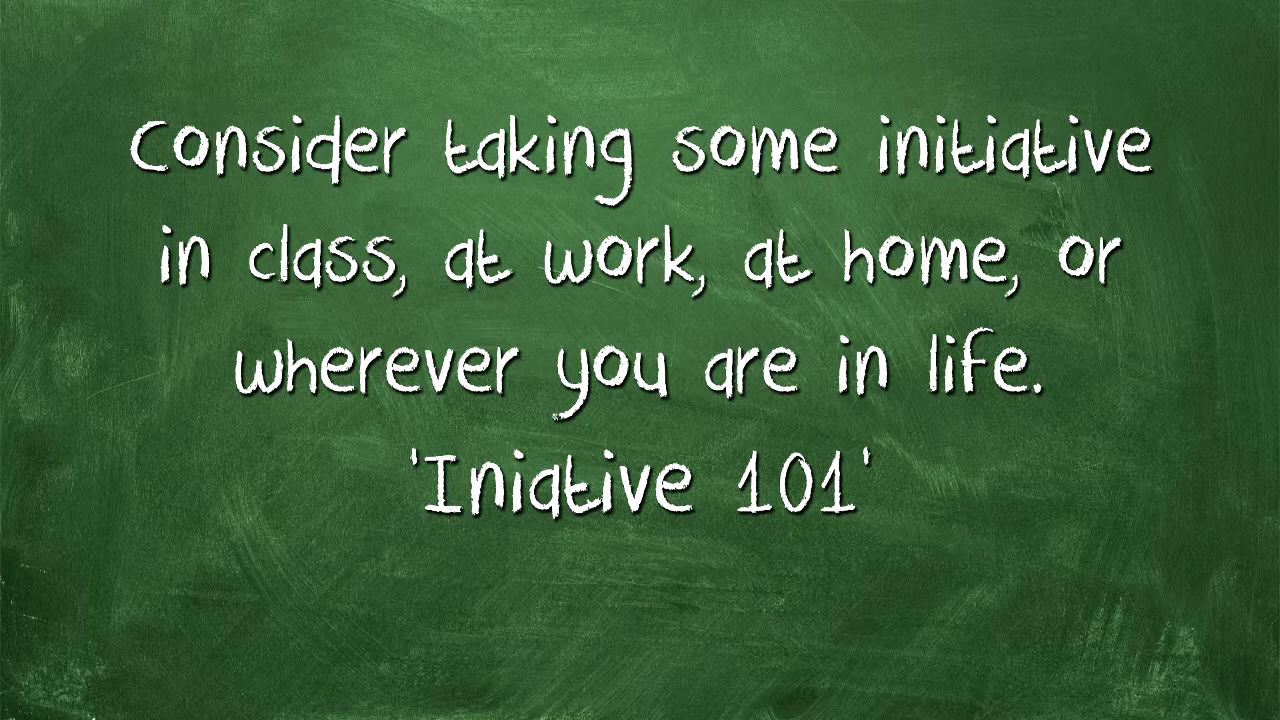 Consider taking some initiative
in class, at work, at home, or
wherever you are in life.
'Iniative 101'